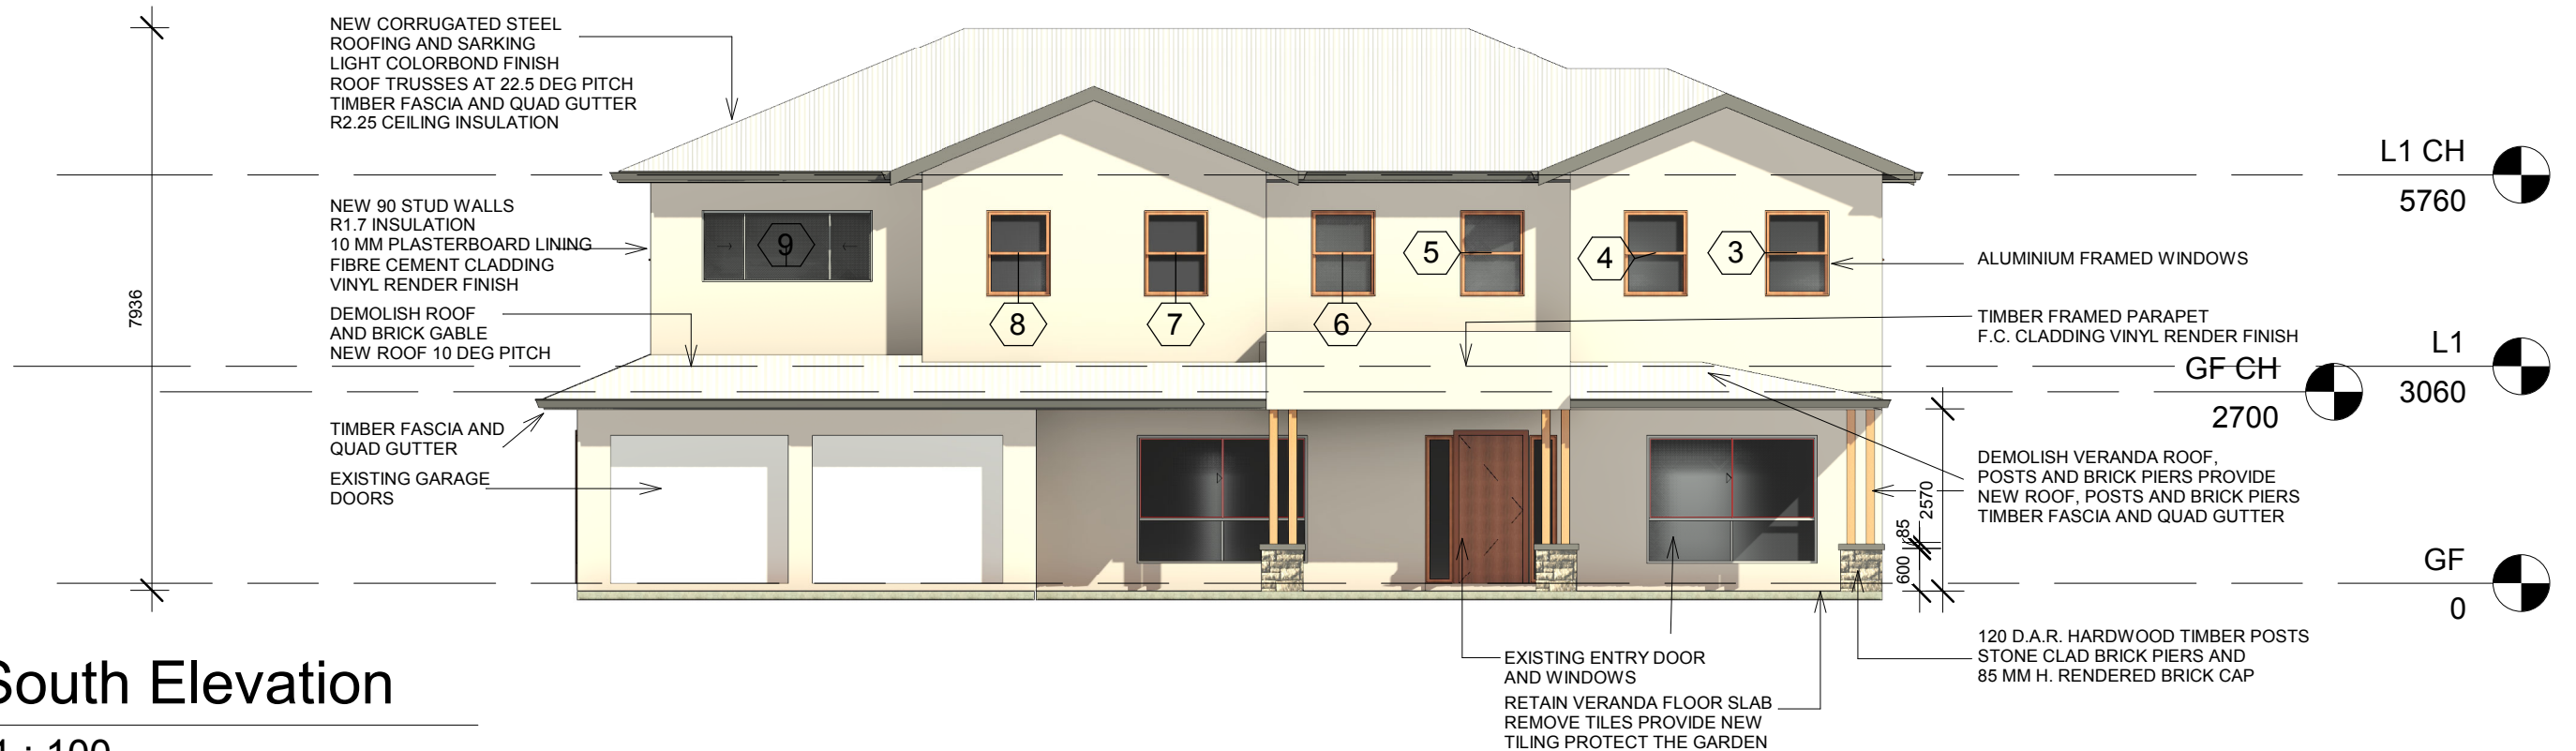 NEW CORRUGATED STEEL
ROOFING AND SARKING
LIGHT COLORBOND FINISH
ROOF TRUSSES AT 22.5 DEG PITCH
TIMBER FASCIA AND QUAD GUTTER
R2.25 CEILING INSULATION
NEW 90 STUD WALLS
R1.7 INSULATION
10 MM PLASTERBOARD LINING
FIBRE CEMENT CLADDING
VINYL RENDER FINISH
DEMOLISH ROOF
AND BRICK GABLE
NEW ROOF 10 DEG PITCH
TIMBER FASCIA AND
QUAD GUTTER
EXISTING GARAGE
DOORS
7936
9
8
7
6
5
4
3
L1 CH
5760
ALUMINIUM FRAMED WINDOWS
TIMBER FRAMED PARAPET
F.C. CLADDING VINYL RENDER FINISH
L1
3060
GF CH
2700
DEMOLISH VERANDA ROOF,
POSTS AND BRICK PIERS PROVIDE
NEW ROOF, POSTS AND BRICK PIERS
TIMBER FASCIA AND QUAD GUTTER
2570
85
600
GF
0
120 D.A.R. HARDWOOD TIMBER POSTS
STONE CLAD BRICK PIERS AND
85 MM H. RENDERED BRICK CAP
EXISTING ENTRY DOOR
AND WINDOWS
RETAIN VERANDA FLOOR SLAB
REMOVE TILES PROVIDE NEW
TILING PROTECT THE GARDEN
South Elevation
1 : 100